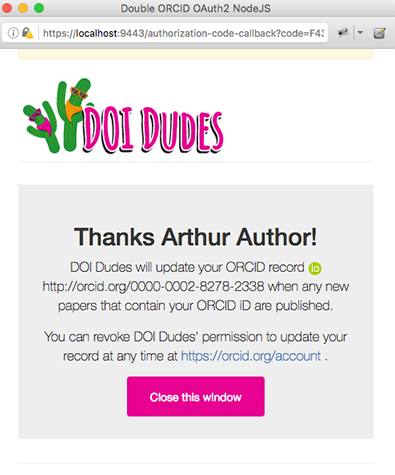 Double ORCID OAuth2 NodeJS
https://localhost:9443/authorization-code-callback?code=F43
DOI DUDES
Thanks Arthur Author!
DOI Dudes will update your ORCID record iD
http://orcid.org/0000-0002-8278-2338 when any new
papers that contain your ORCID iD are published.
You can revoke DOI Dudes' permission to update your
record at any time at https://orcid.org/account .
Close this window